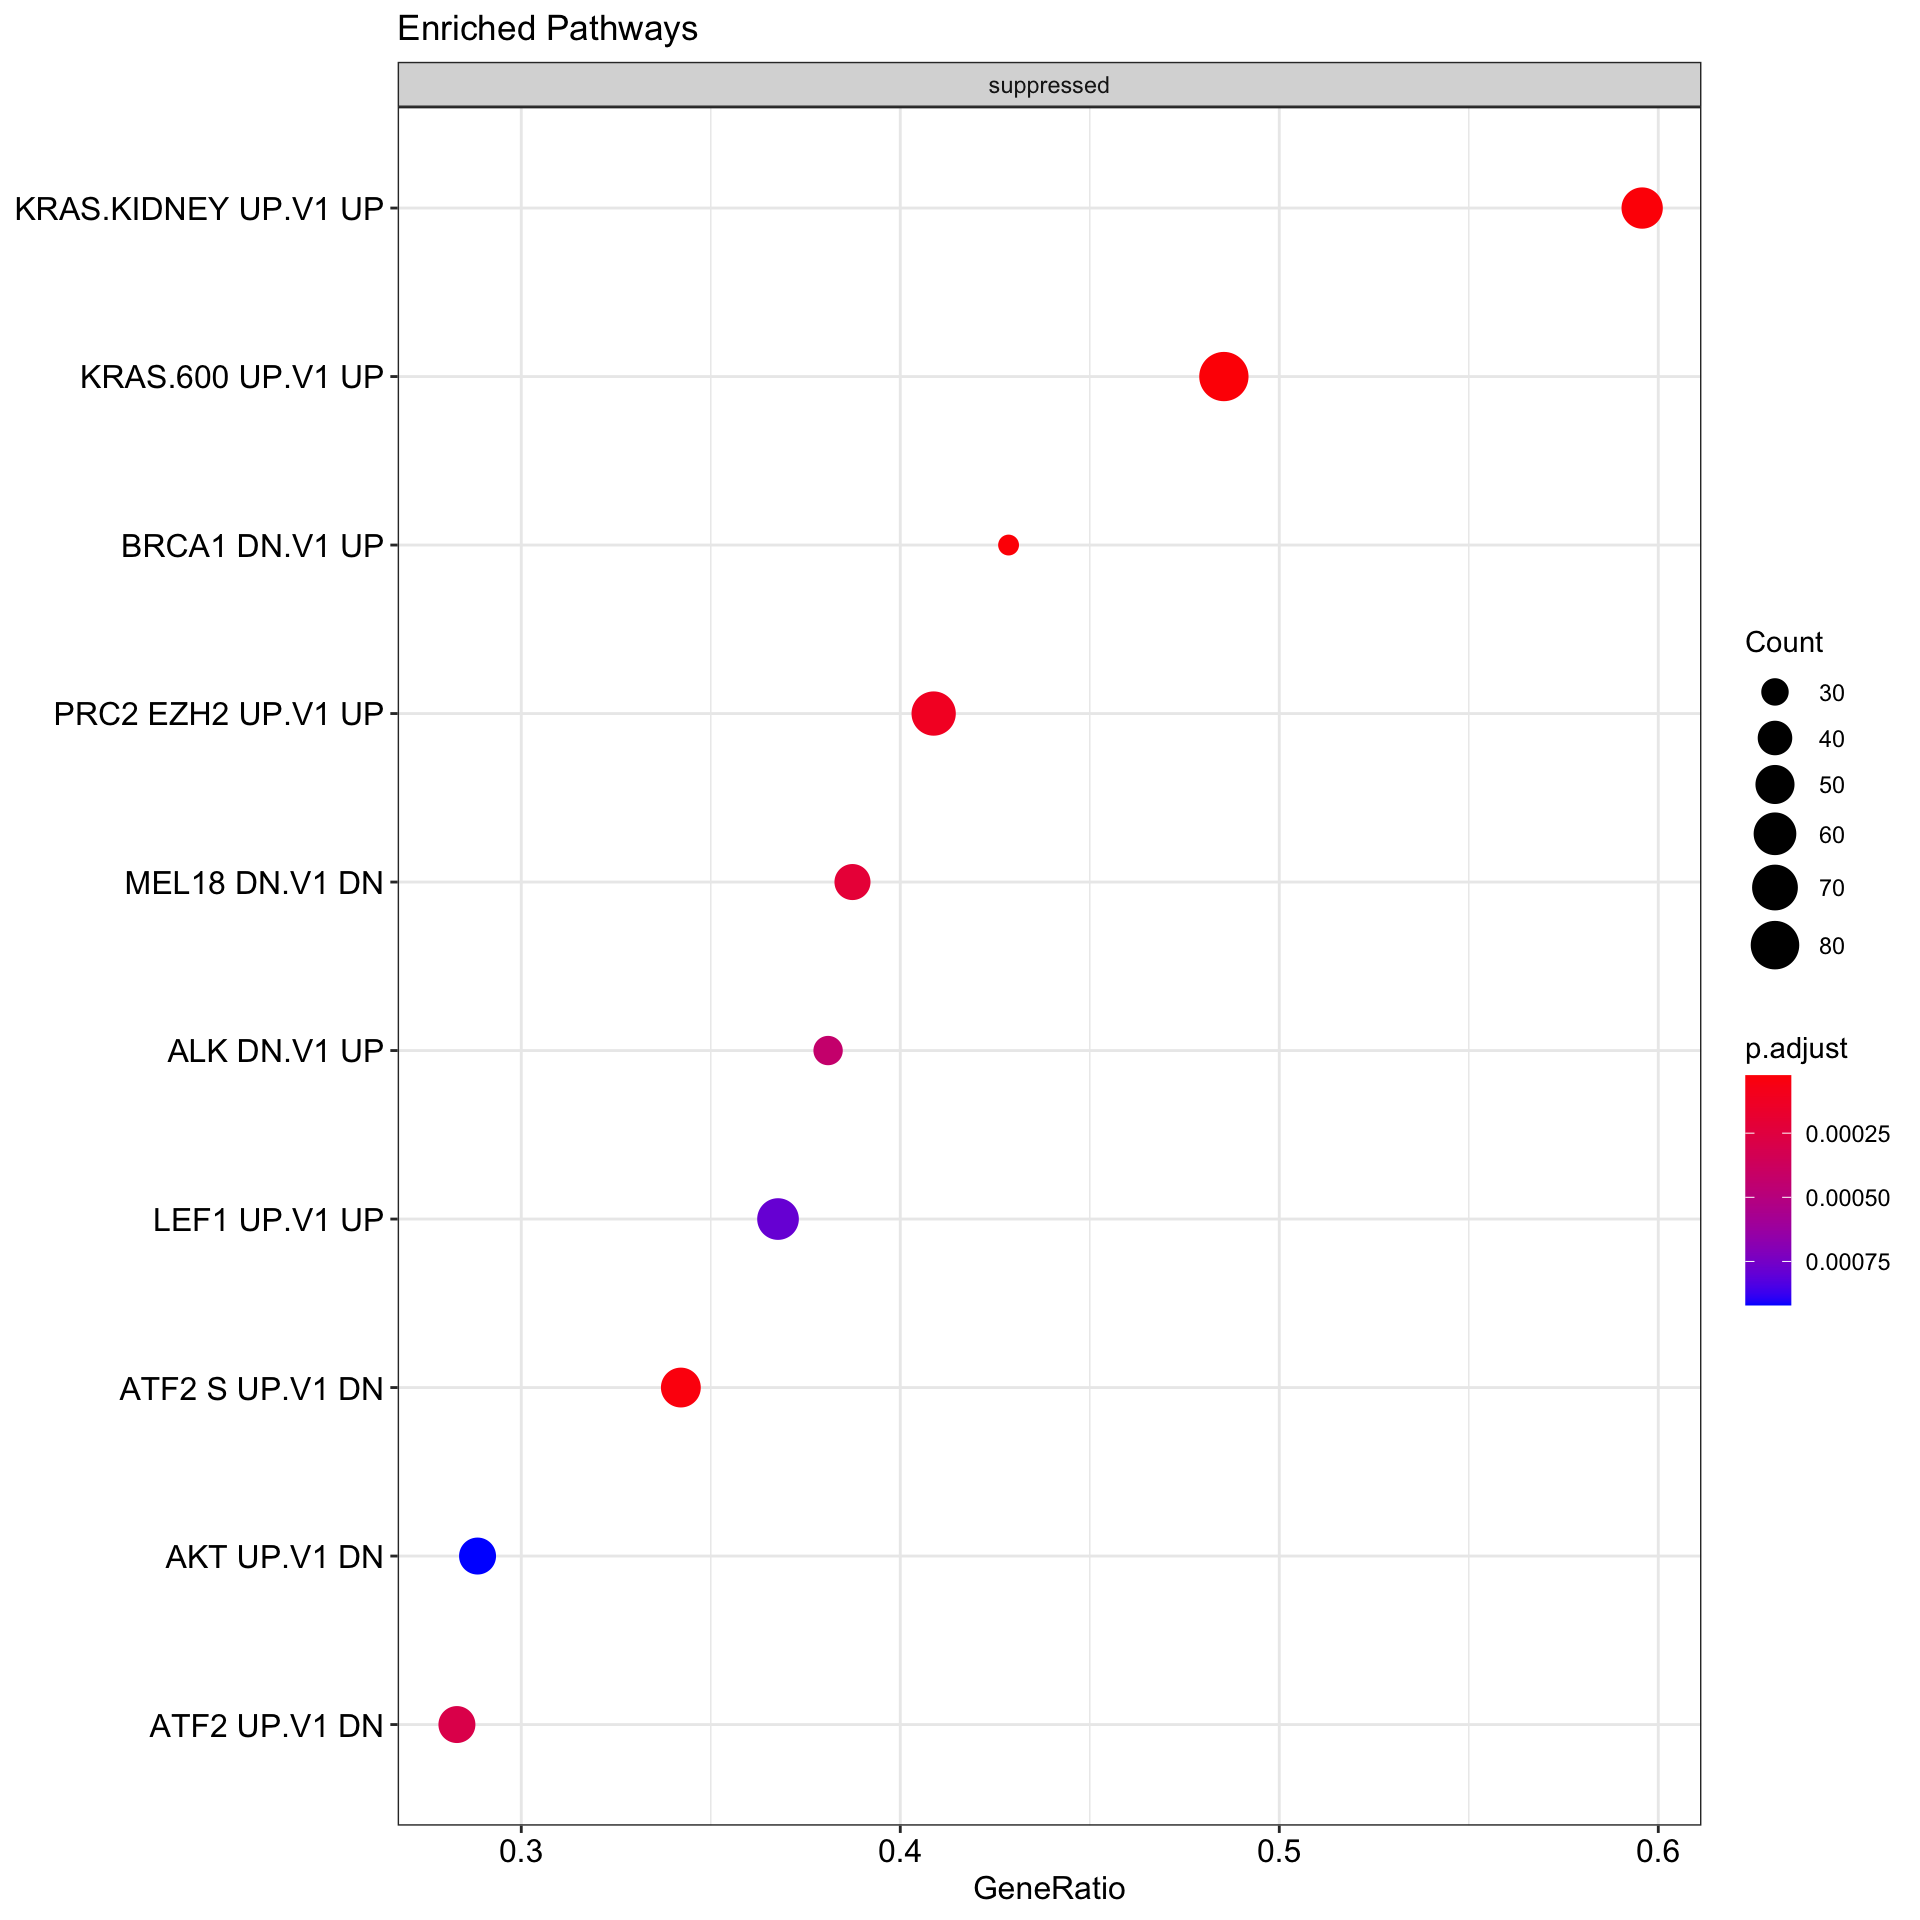 Enriched Pathways
suppressed
KRAS.KIDNEY UP.V1 UP
KRAS.600 UP.V1 UP
BRCA1 DN.V1 UP
PRC2 EZH2 UP.V1 UP
MEL18 DN.V1 DN
ALK DN.V1 UP
LEF1 UP.V1 UP
ATF2 S UP.V1 DN
AKT UP.V1 DN
ATF2 UP.V1 DN
0.3 0.4 0.5 0.6
GeneRatio
Count
30
40
50
60
70
80
p.adjust
0.00025
0.00050
0.00075